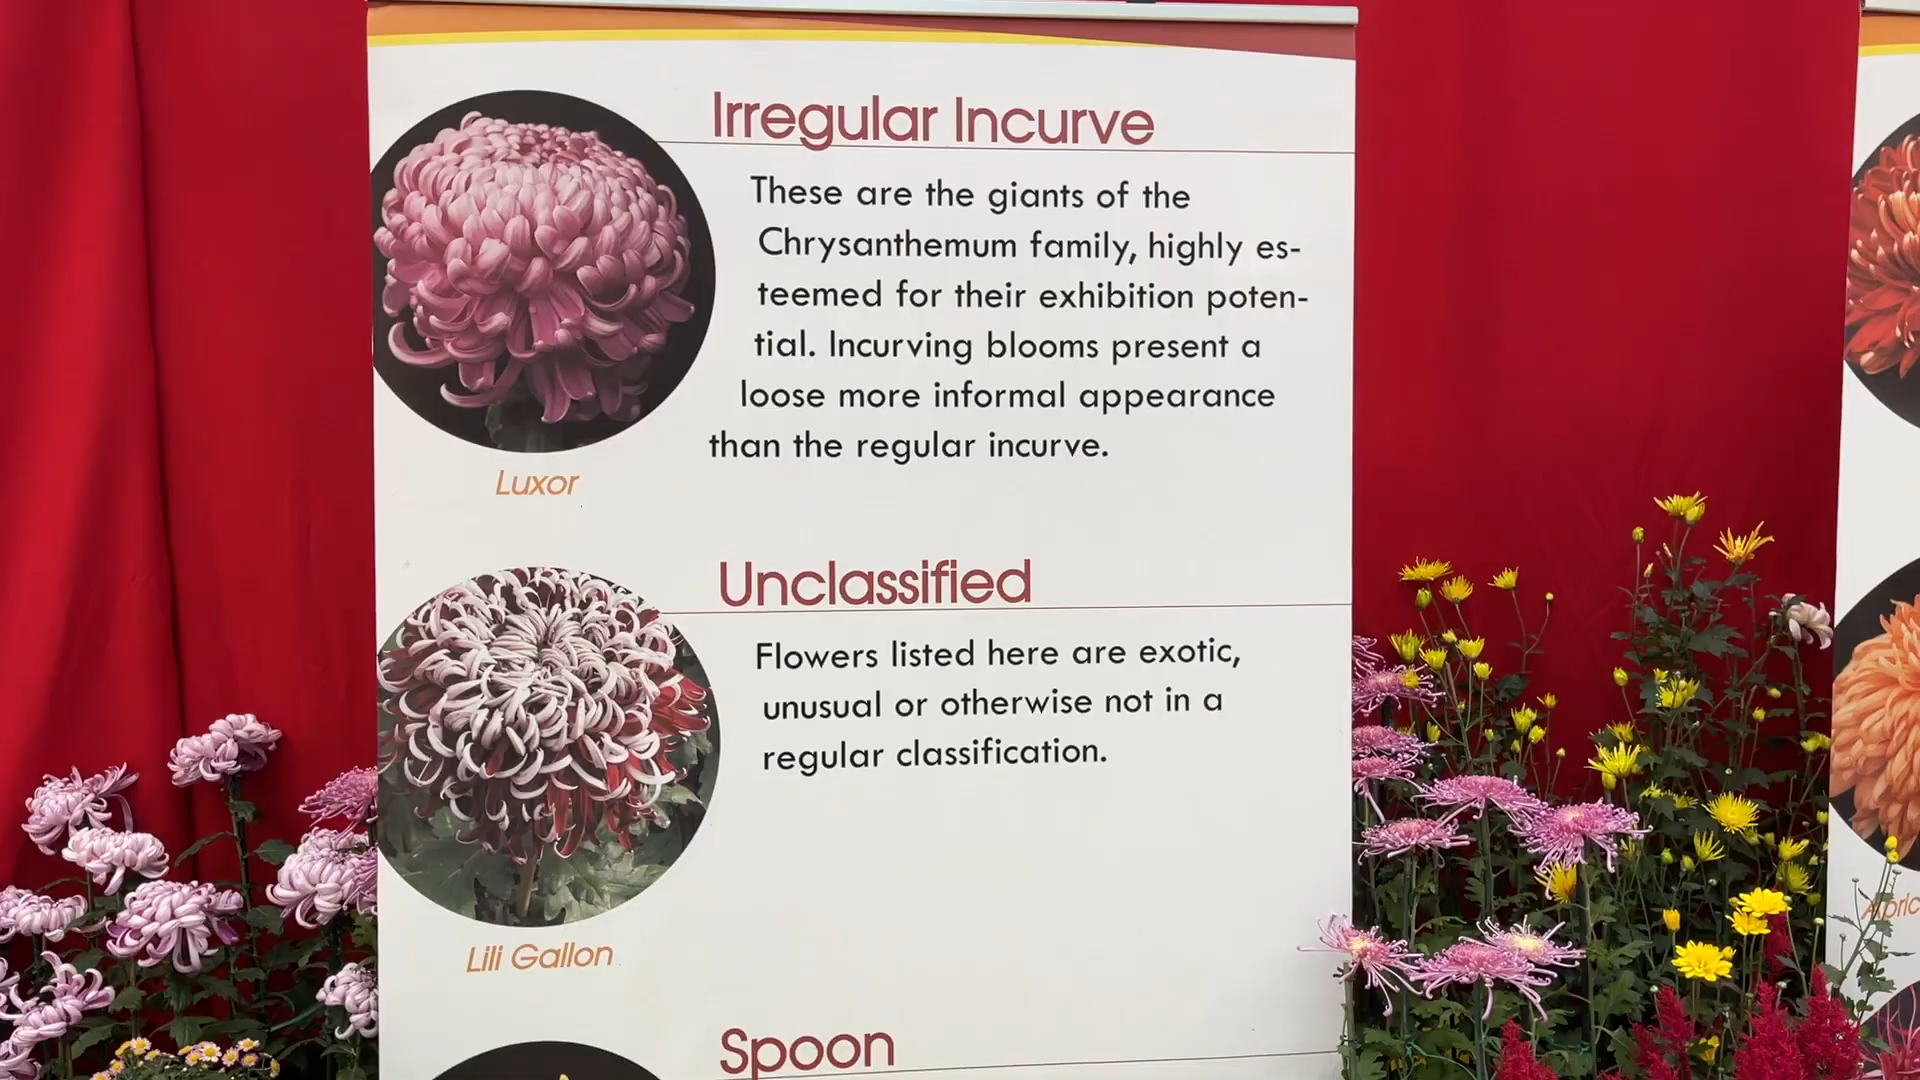 Irregular Incurve
These are the giants of the
Chrysanthemum family, highly es-
teemed for their exhibition poten-
tial. Incurving blooms present a
loose more informal appearance
than the regular incurve.
Luxor
Unclassified
Flowers listed here are exotic,
unusual or otherwise not in a
regular classification.
Lili Gallon
Spoon